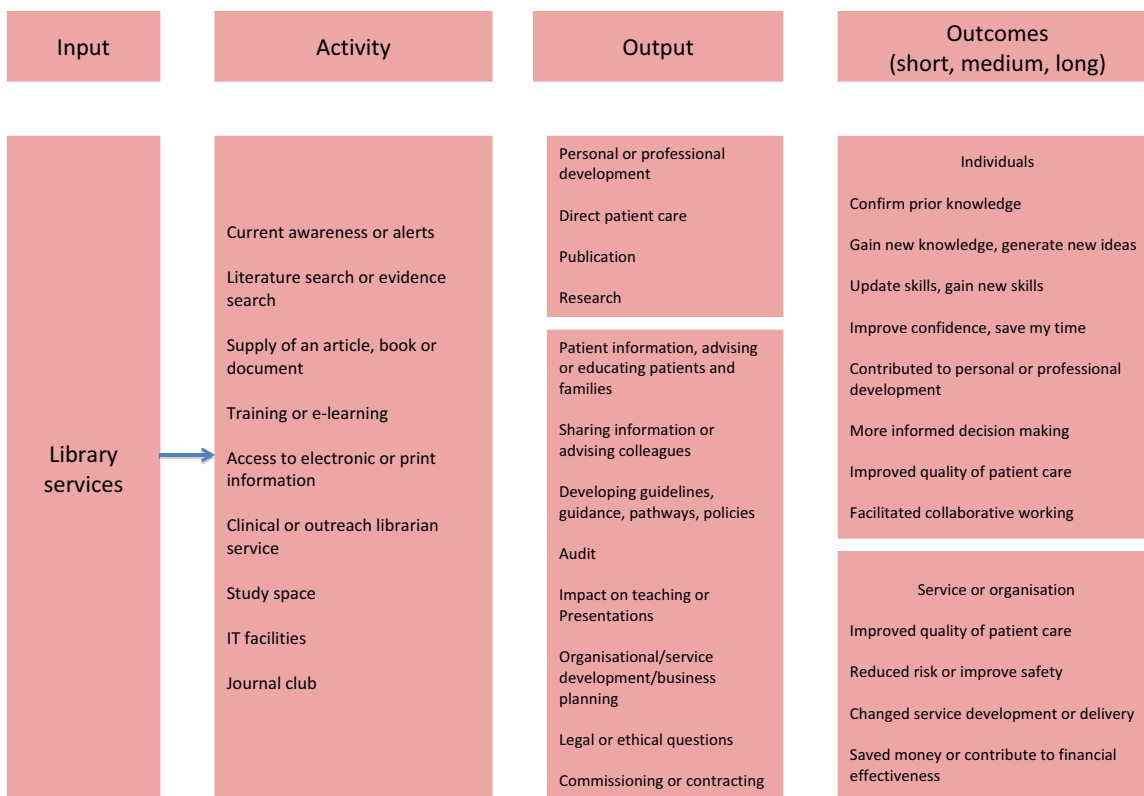 Input
Activity
Output
Outcomes
(short, medium, long)
Library
services
Current awareness or alerts
Literature search or evidence
search
Supply of an article, book or
document
Training or e-learning
Access to electronic or print
information
Clinical or outreach librarian
service
Study space
IT facilities
Journal club
Personal or professional
development
Direct patient care
Publication
Research
Patient information, advising
or educating patients and
families
Sharing information or
advising colleagues
Developing guidelines,
guidance, pathways, policies
Audit
Impact on teaching or
Presentations
Organisational/service
development/business
planning
Legal or ethical questions
Commissioning or contracting
Individuals
Confirm prior knowledge
Gain new knowledge, generate new ideas
Update skills, gain new skills
Improve confidence, save my time
Contributed to personal or professional
development
More informed decision making
Improved quality of patient care
Facilitated collaborative working
Service or organisation
Improved quality of patient care
Reduced risk or improve safety
Changed service development or delivery
Saved money or contribute to financial
effectiveness